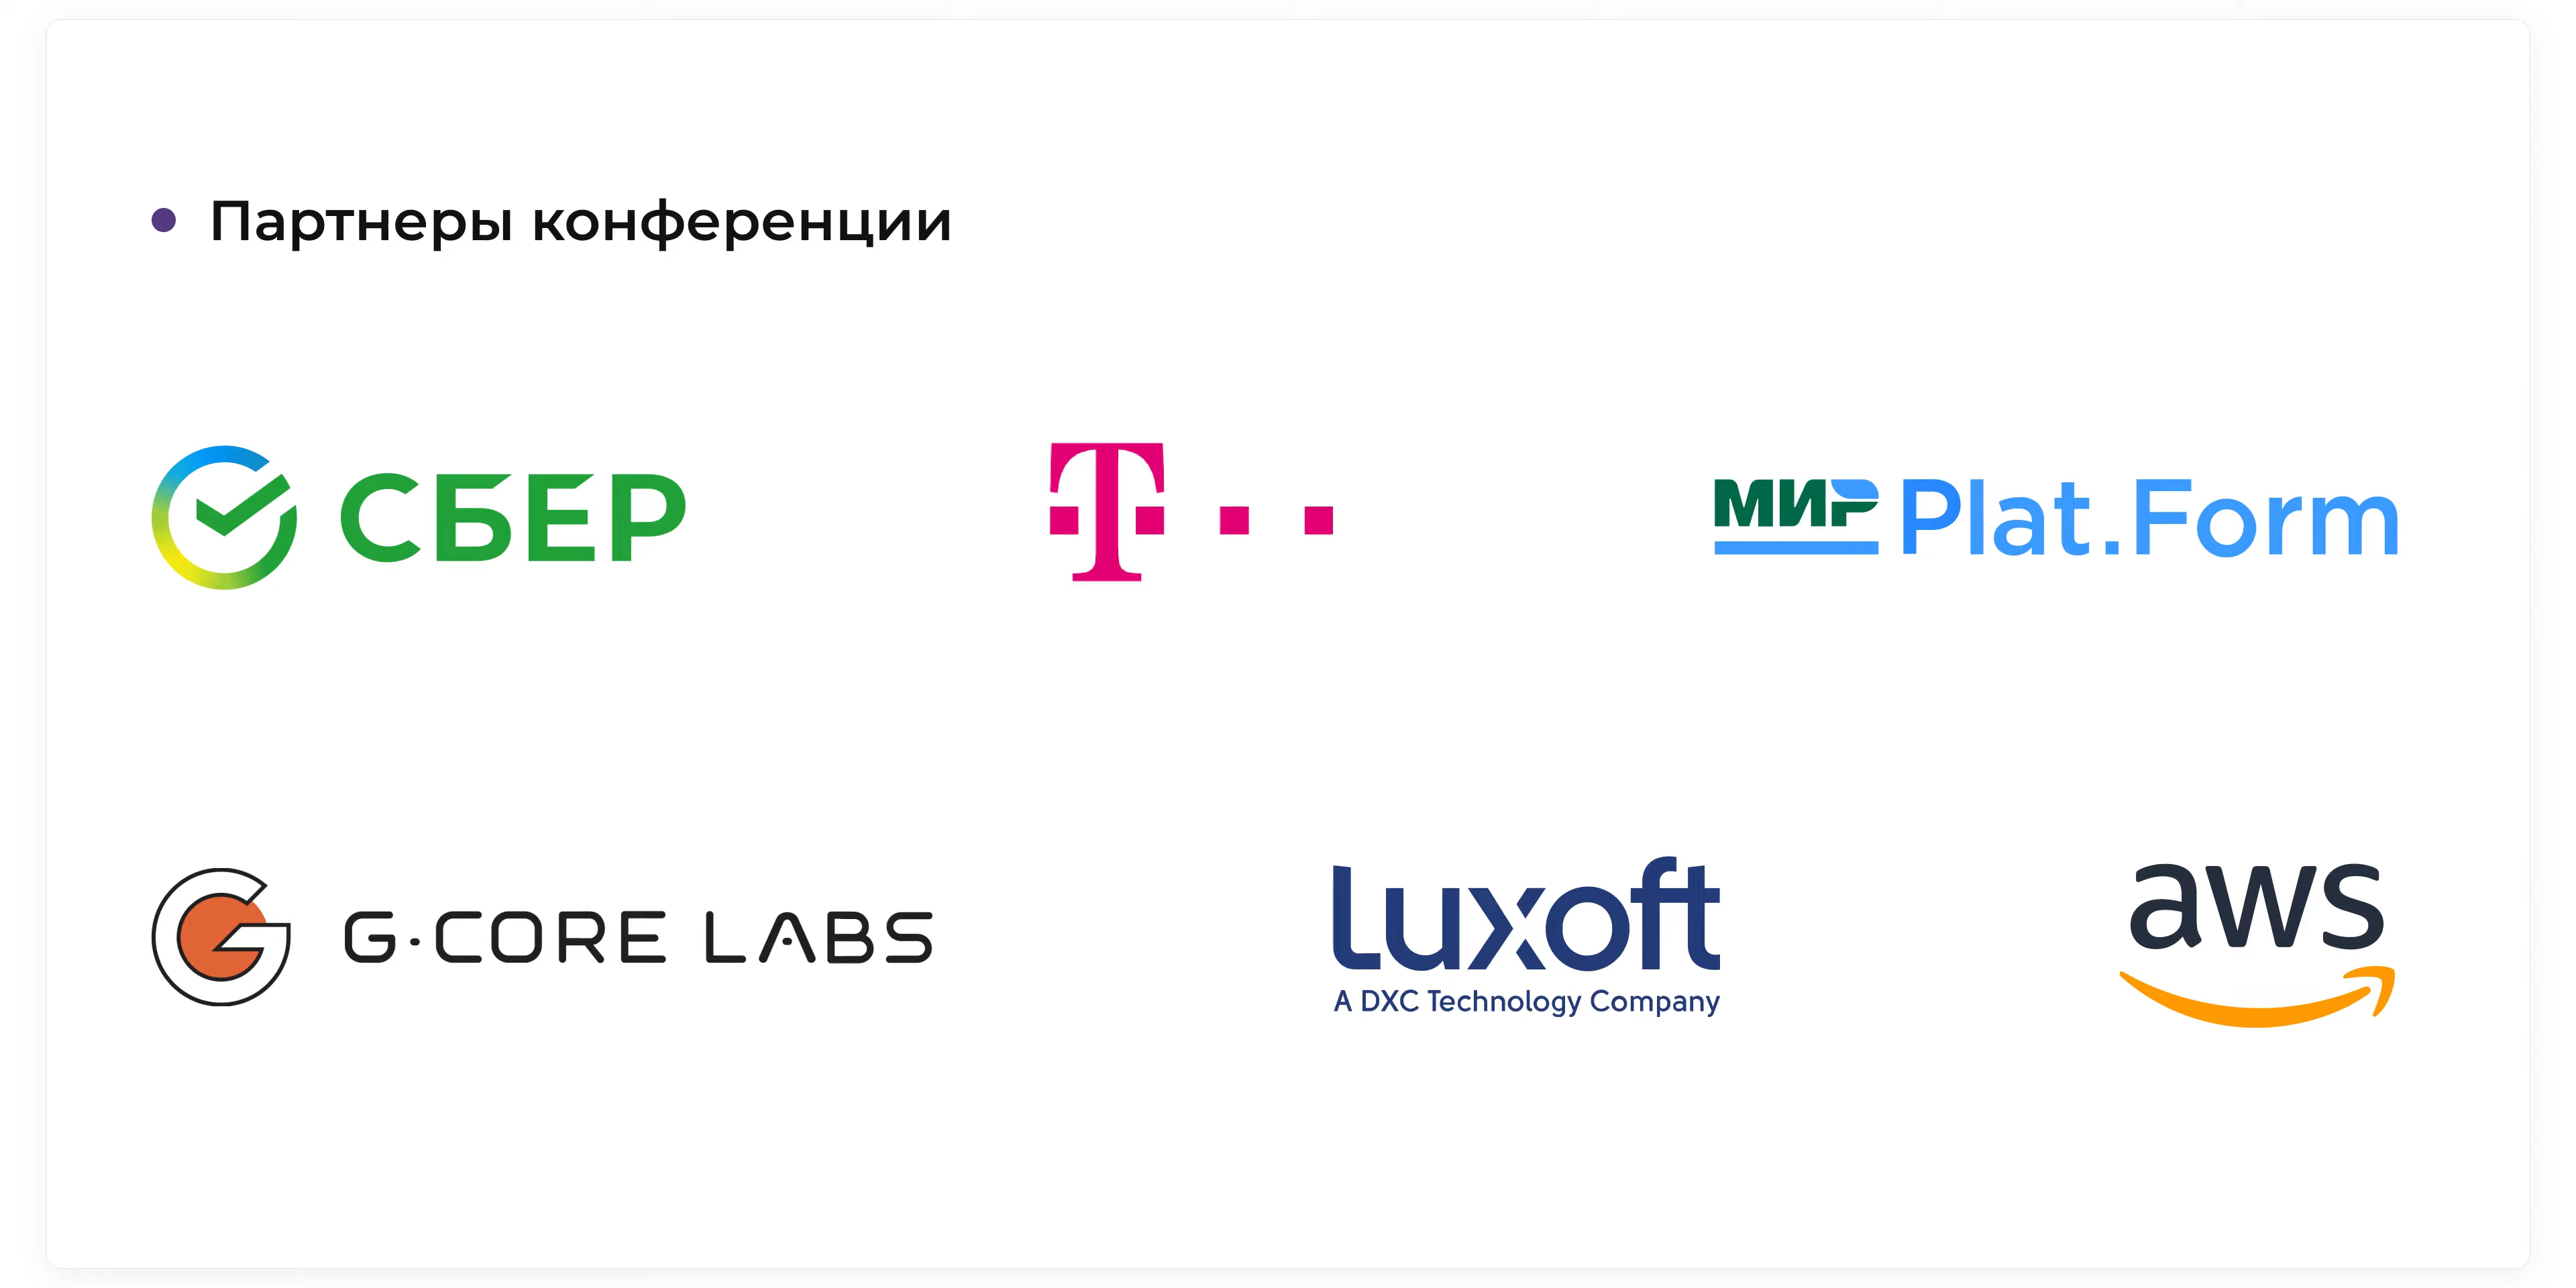 Партнеры конференции
СБЕР
T
МИР Plat.Form
G·CORE LABS
Luxoft
A DXC Technology Company
aws